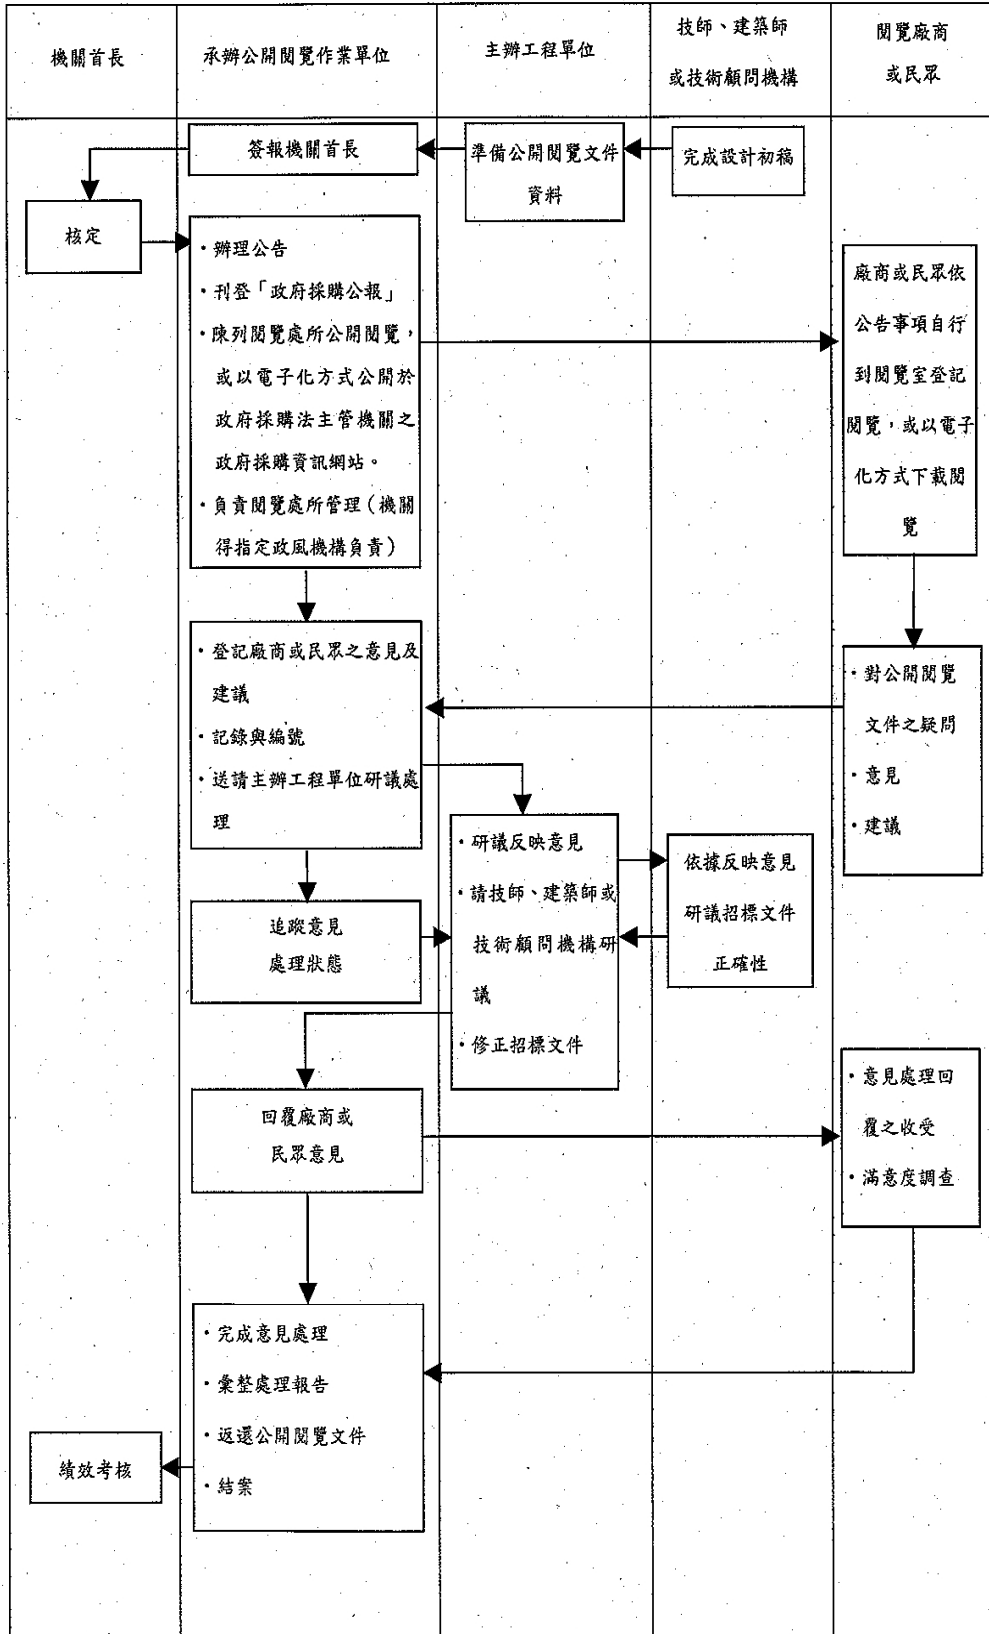 機關首長
承辦公開閱覽作業單位
主辦工程單位
技師、建築師
或技術顧問機構
閱覽廠商
或民眾
簽報機關首長
準備公開閱覽文件
資料
完成設計初稿
核定
・辦理公告
・刊登「政府採購公報」
・陳列閱覽處所公開閱覽，
或以電子化方式公開於
政府採購法主管機關之
政府採購資訊網站。
・負責閱覽處所管理（機關
得指定政風機構負責）
廠商或民眾依
公告事項自行
到閱覽室登記
閱覽，或以電子
化方式下載閱
覽
・登記廠商或民眾之意見及
建議
・記錄與編號
・送請主辦工程單位研議處
理
・對公開閱覽
文件之疑問
・意見
・建議
・研議反映意見
・請技師、建築師或
技術顧問機構研
議
・修正招標文件
依據反映意見
研議招標文件
正確性
追蹤意見
處理狀態
回覆廠商或
民眾意見
・意見處理回
覆之收受
・滿意度調查
・完成意見處理
・彙整處理報告
・返還公開閱覽文件
・結案
績效考核